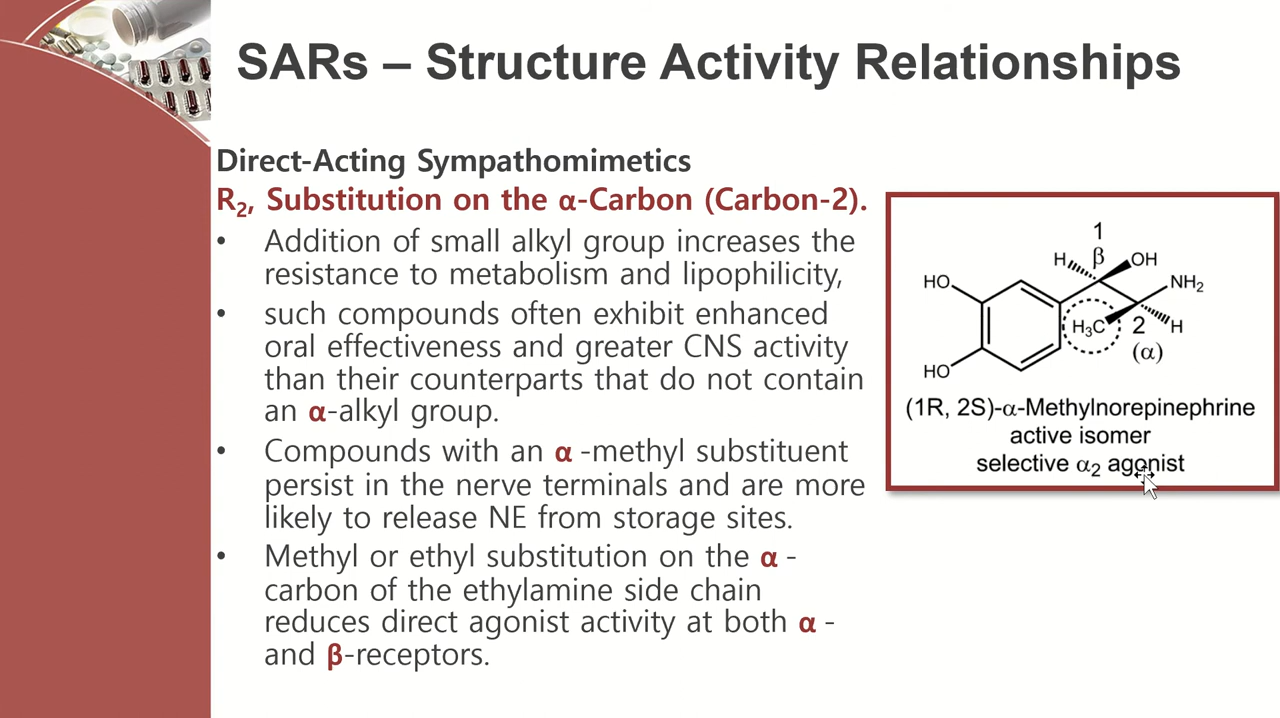 SARs – Structure Activity Relationships
Direct-Acting Sympathomimetics
R2, Substitution on the α-Carbon (Carbon-2).
• Addition of small alkyl group increases the
resistance to metabolism and lipophilicity,
• such compounds often exhibit enhanced
oral effectiveness and greater CNS activity
than their counterparts that do not contain
an α-alkyl group.
• Compounds with an α -methyl substituent
persist in the nerve terminals and are more
likely to release NE from storage sites.
• Methyl or ethyl substitution on the α -
carbon of the ethylamine side chain
reduces direct agonist activity at both α -
and β-receptors.
1
H β OH
HO NH2
H3C 2 H
(α)
HO
(1R, 2S)-α-Methylnorepinephrine
active isomer
selective α2 agonist